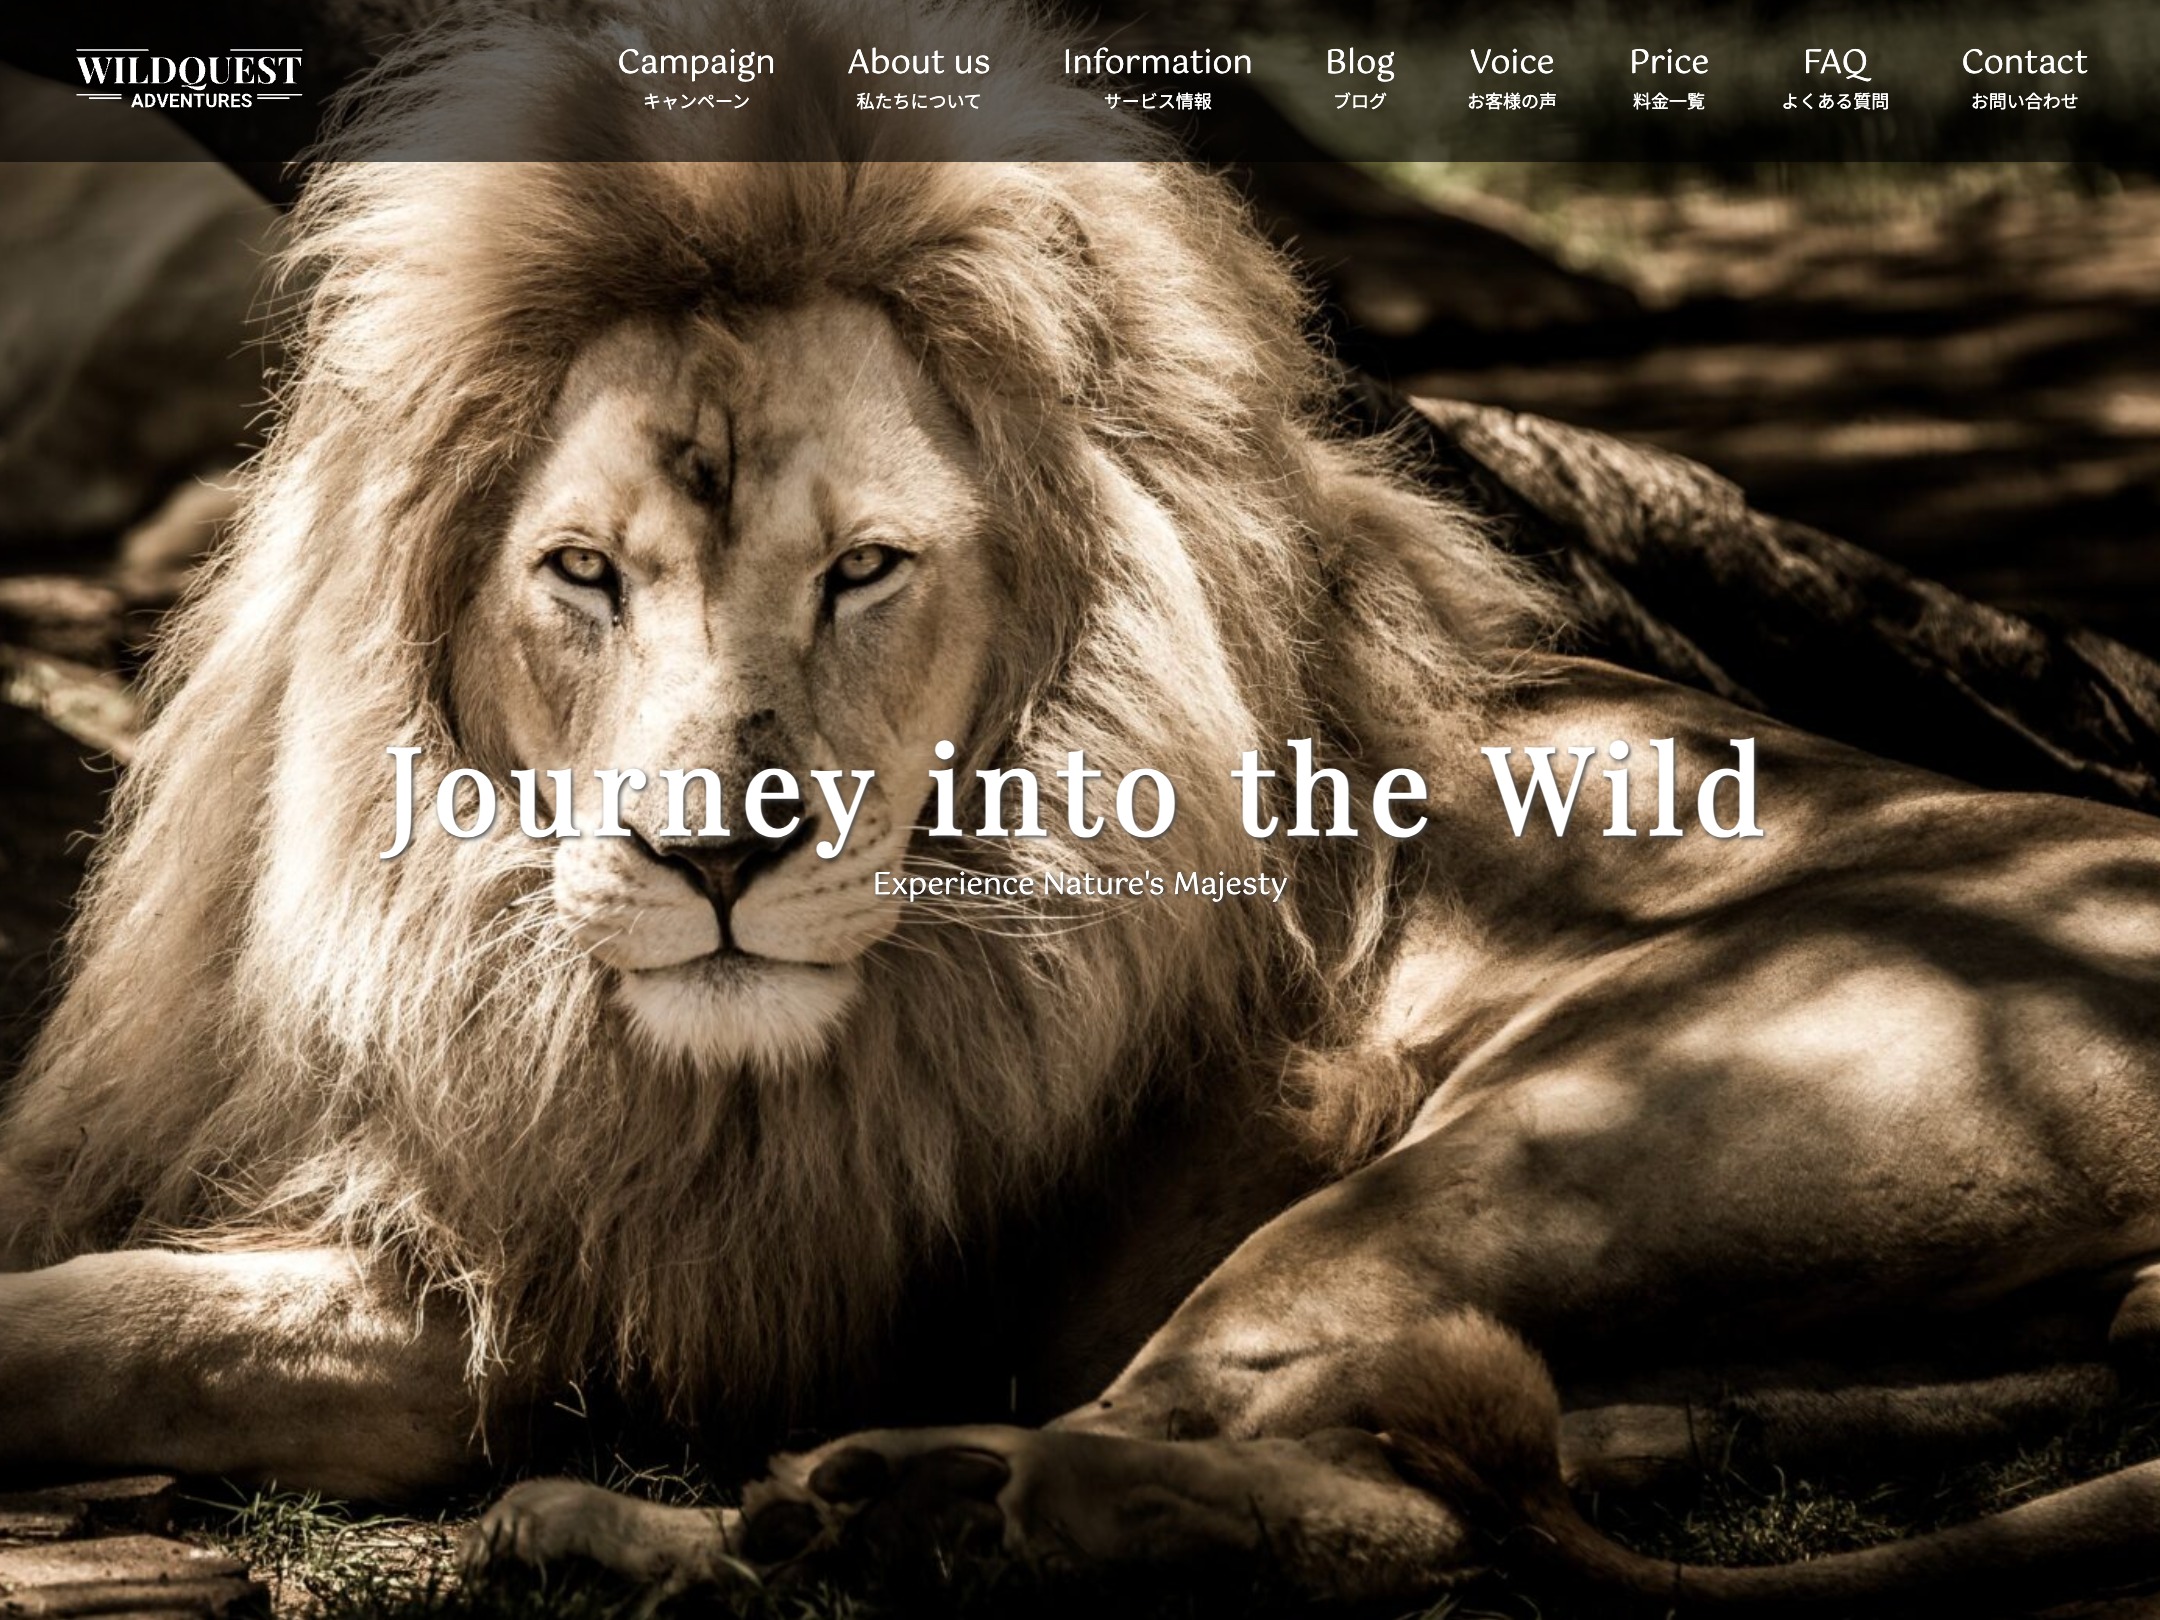 WILDQUEST
ADVENTURES
Campaign
キャンペーン
About us
私たちについて
Information
サービス情報
Blog
ブログ
Voice
お客様の声
Price
料金一覧
FAQ
よくある質問
Contact
お問い合わせ
Journey into the Wild
Experience Nature's Majesty